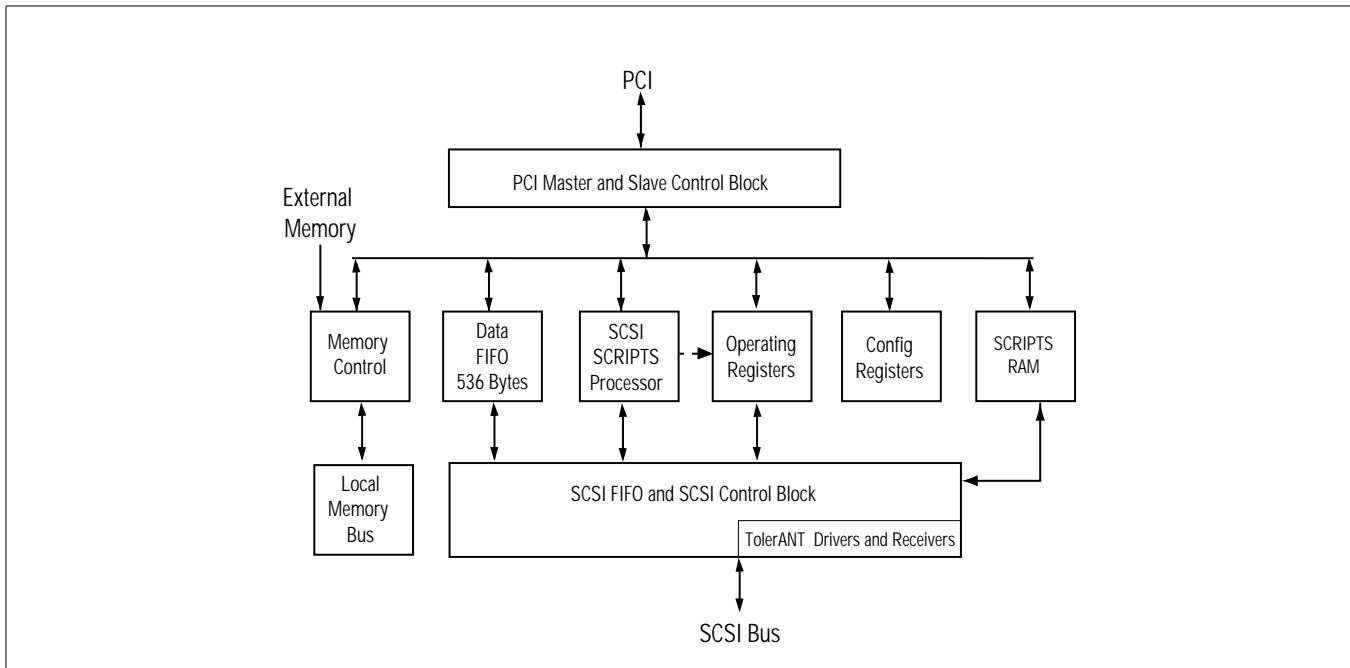 PCI
PCI Master and Slave Control Block
External
Memory
Memory
Control
Data
FIFO
536 Bytes
SCSI
SCRIPTS
Processor
Operating
Registers
Config
Registers
SCRIPTS
RAM
Local
Memory
Bus
SCSI FIFO and SCSI Control Block
TolerANT Drivers and Receivers
SCSI Bus